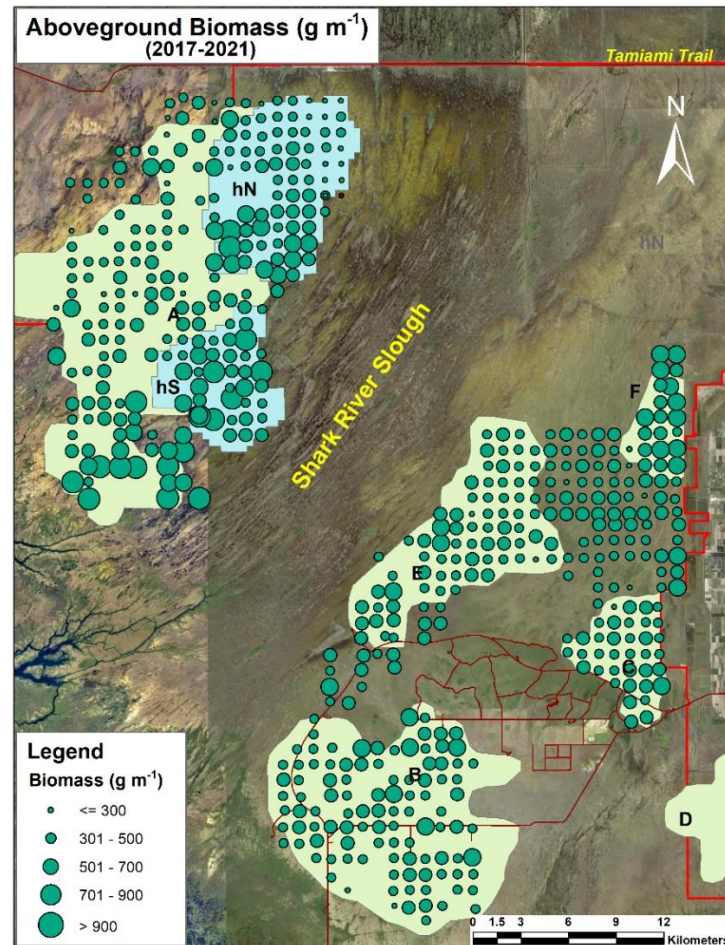 Aboveground Biomass (g m⁻¹)
(2017-2021)
Tamiami Trail
N
hN
hN
A
hS
Shark River Slough
F
E
C
B
D
Legend
Biomass (g m⁻¹)
<= 300
301 - 500
501 - 700
701 - 900
> 900
0 1.5 3 6 9 12
Kilometers